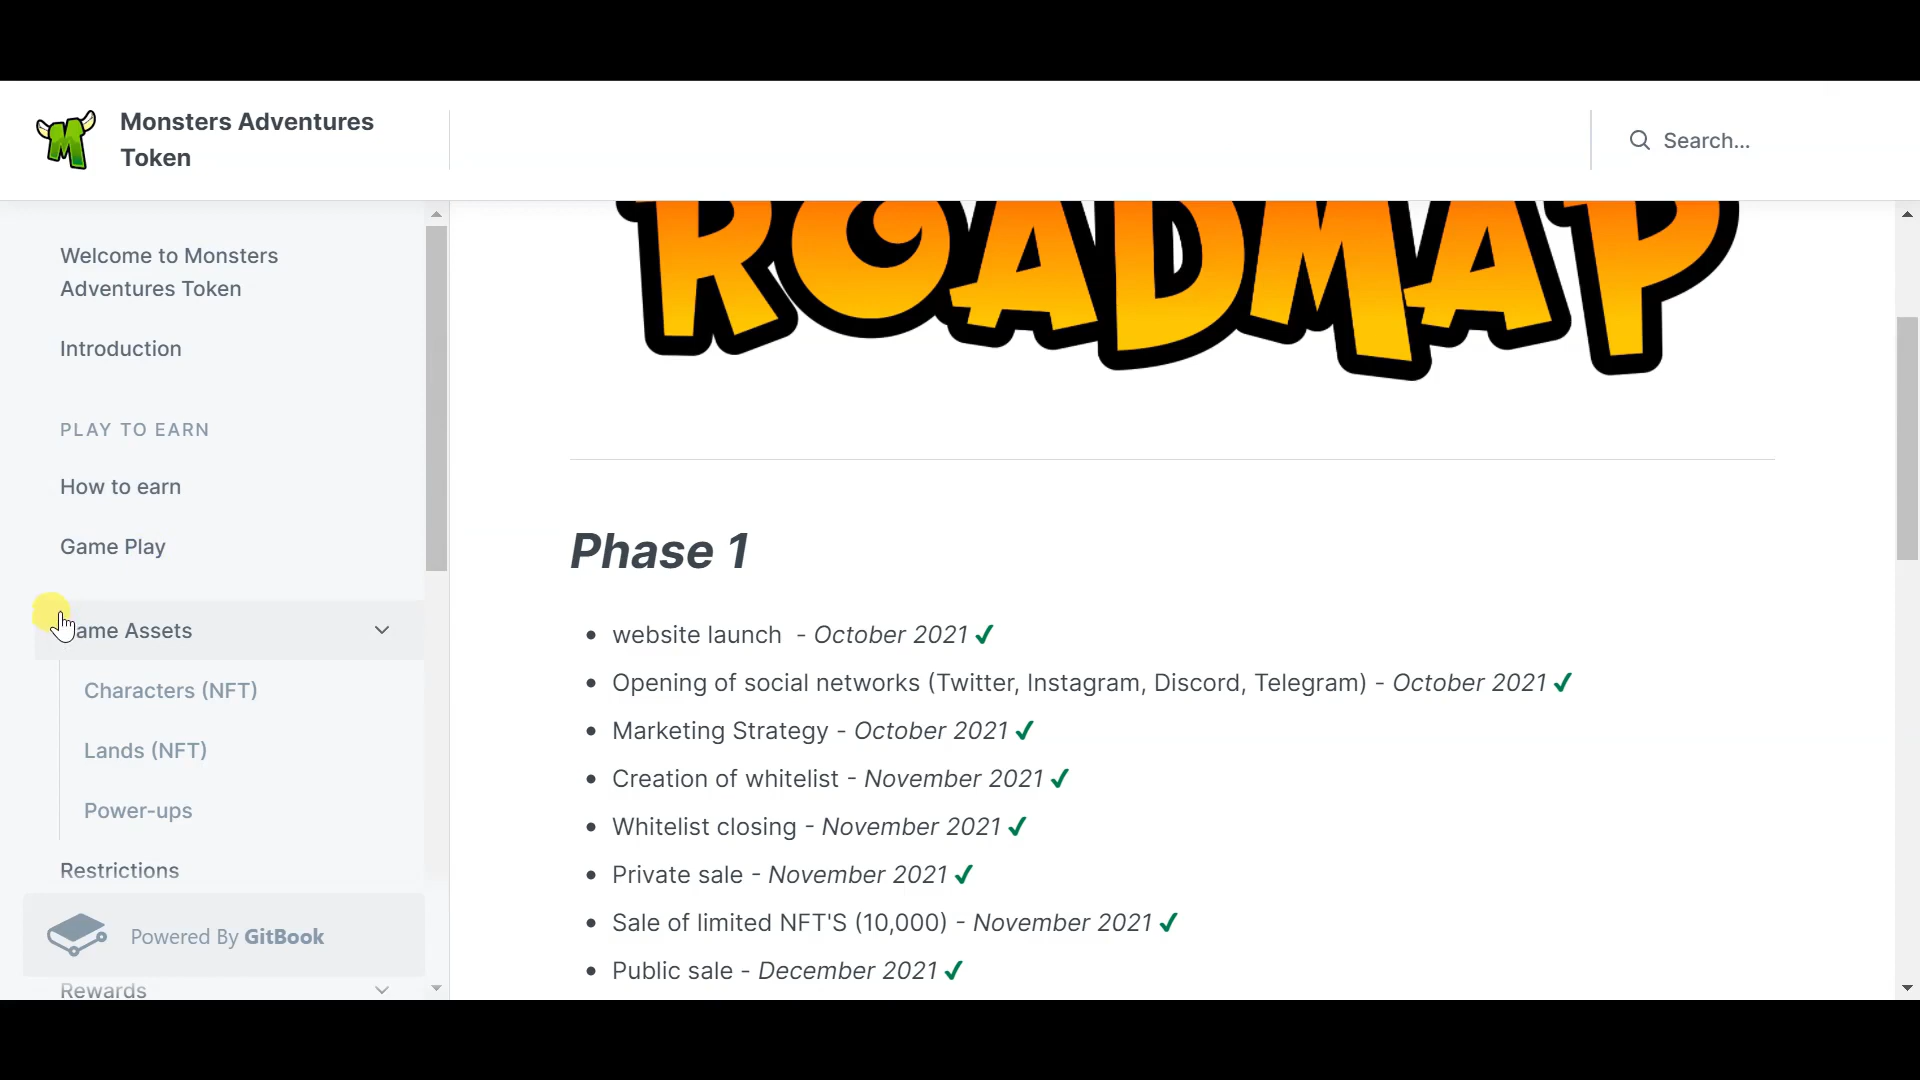 Monsters Adventures
Token
Search...
Welcome to Monsters
Adventures Token
Introduction
PLAY TO EARN
How to earn
Game Play
ame Assets
Characters (NFT)
Lands (NFT)
Power-ups
Restrictions
Powered By GitBook
Rewards
ROADMAP
Phase 1
• website launch - October 2021 ✓
• Opening of social networks (Twitter, Instagram, Discord, Telegram) - October 2021 ✓
• Marketing Strategy - October 2021 ✓
• Creation of whitelist - November 2021 ✓
• Whitelist closing - November 2021 ✓
• Private sale - November 2021 ✓
• Sale of limited NFT'S (10,000) - November 2021 ✓
• Public sale - December 2021 ✓